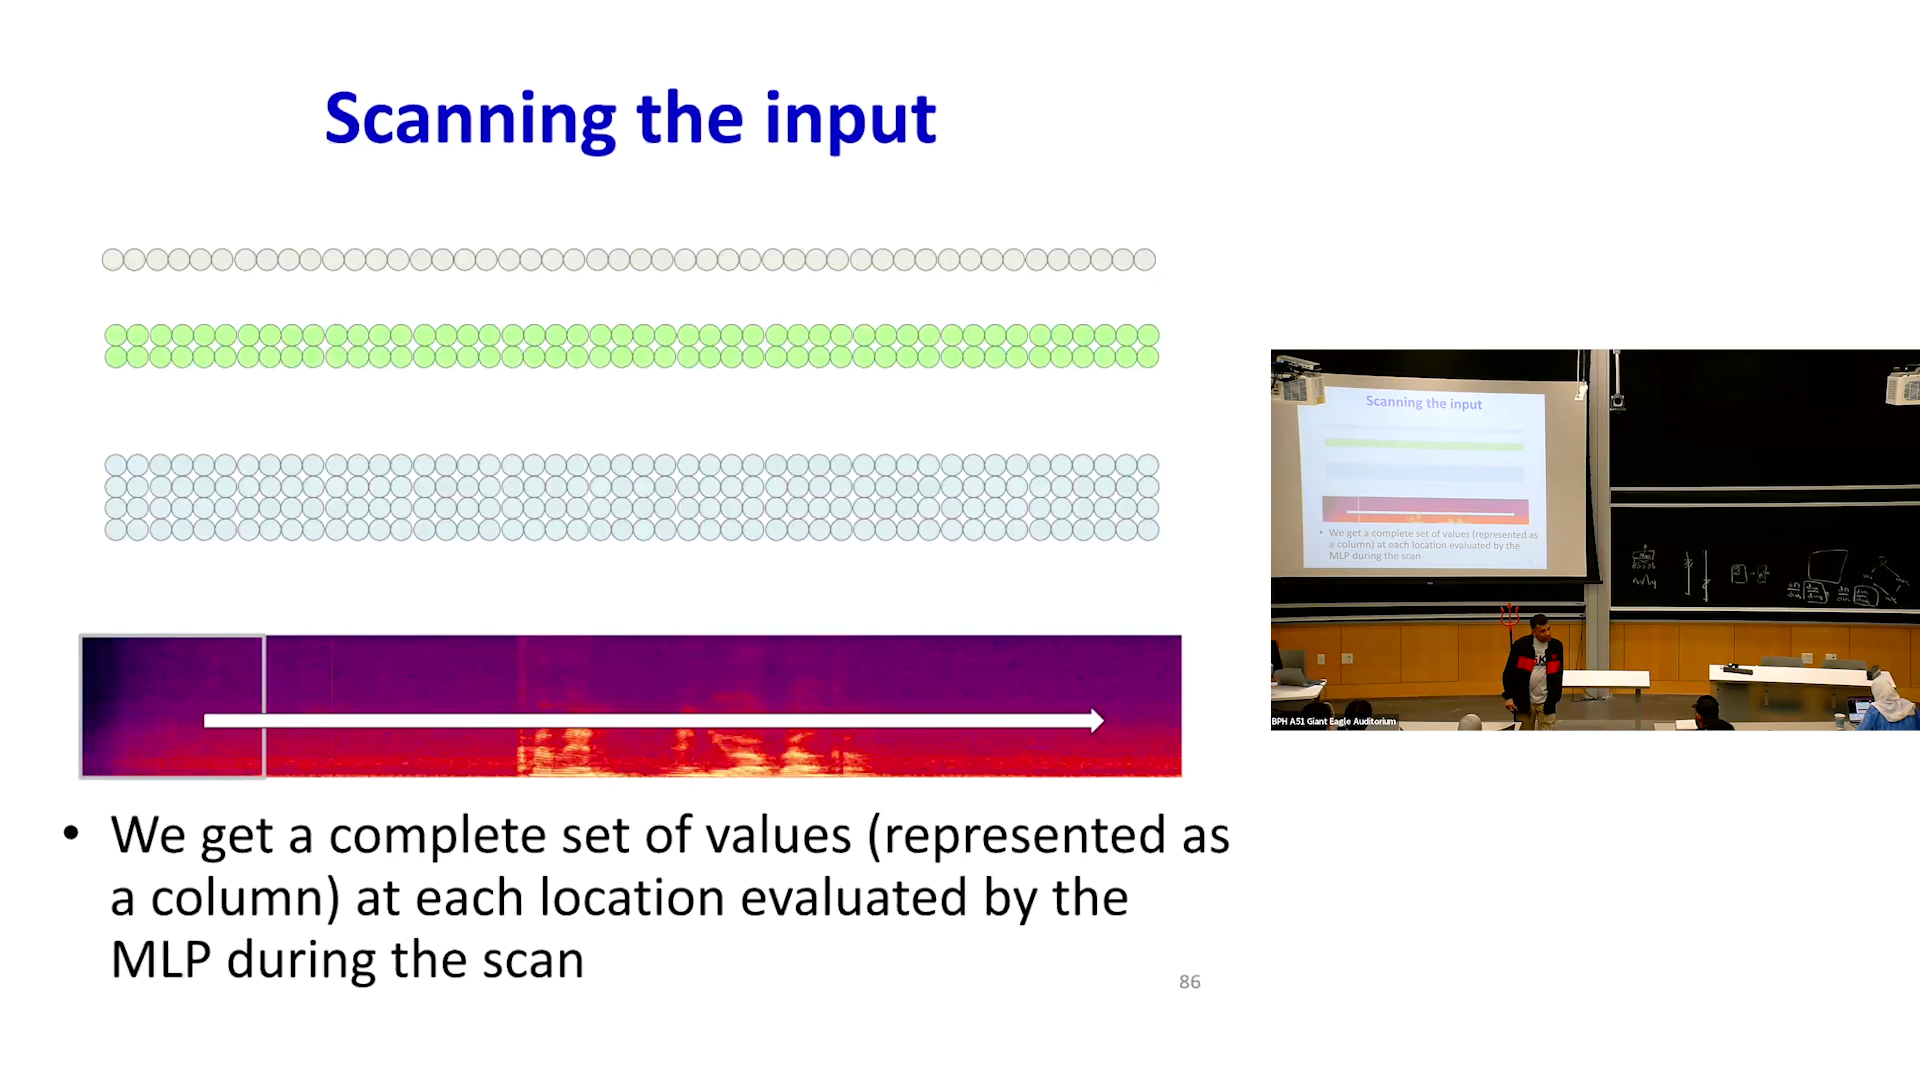 Scanning the input
• We get a complete set of values (represented as
a column) at each location evaluated by the
MLP during the scan
86
Scanning the input
• We get a complete set of values (represented as
a column) at each location evaluated by the
MLP during the scan
BPH A51 Giant Eagle Auditorium